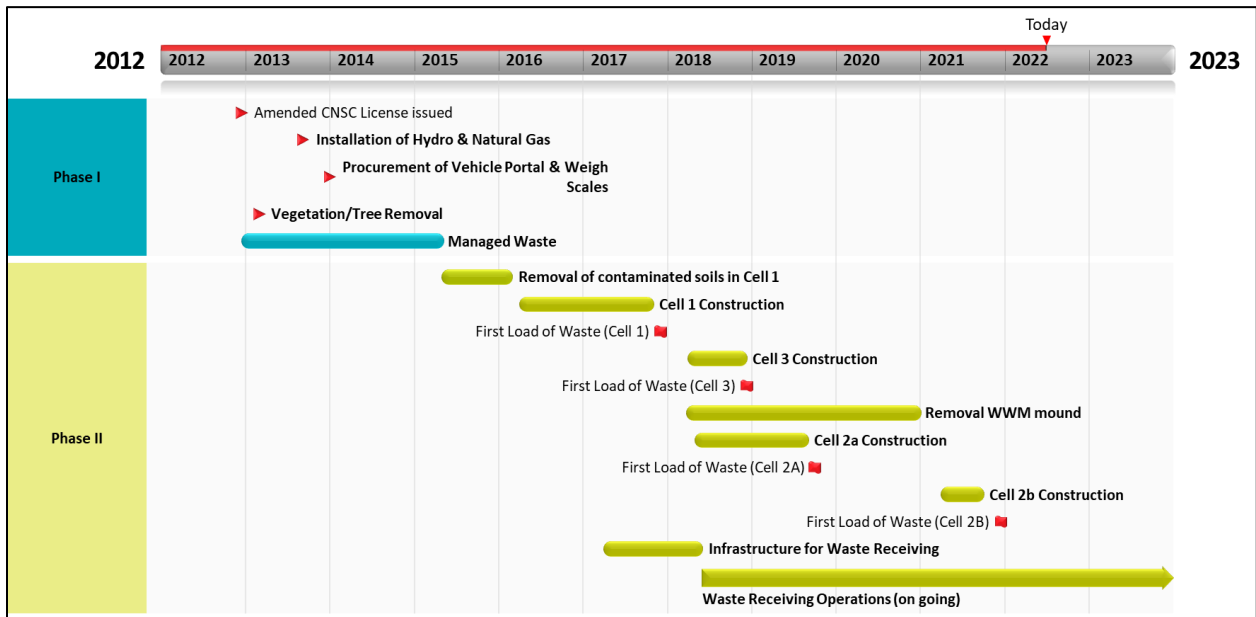 Today
2012
2012 2013 2014 2015 2016 2017 2018 2019 2020 2021 2022 2023
2023
Phase I
Amended CNSC License issued
Installation of Hydro & Natural Gas
Procurement of Vehicle Portal & Weigh
Scales
Vegetation/Tree Removal
Managed Waste
Phase II
Removal of contaminated soils in Cell 1
Cell 1 Construction
First Load of Waste (Cell 1)
Cell 3 Construction
First Load of Waste (Cell 3)
Removal WWM mound
Cell 2a Construction
First Load of Waste (Cell 2A)
Cell 2b Construction
First Load of Waste (Cell 2B)
Infrastructure for Waste Receiving
Waste Receiving Operations (on going)